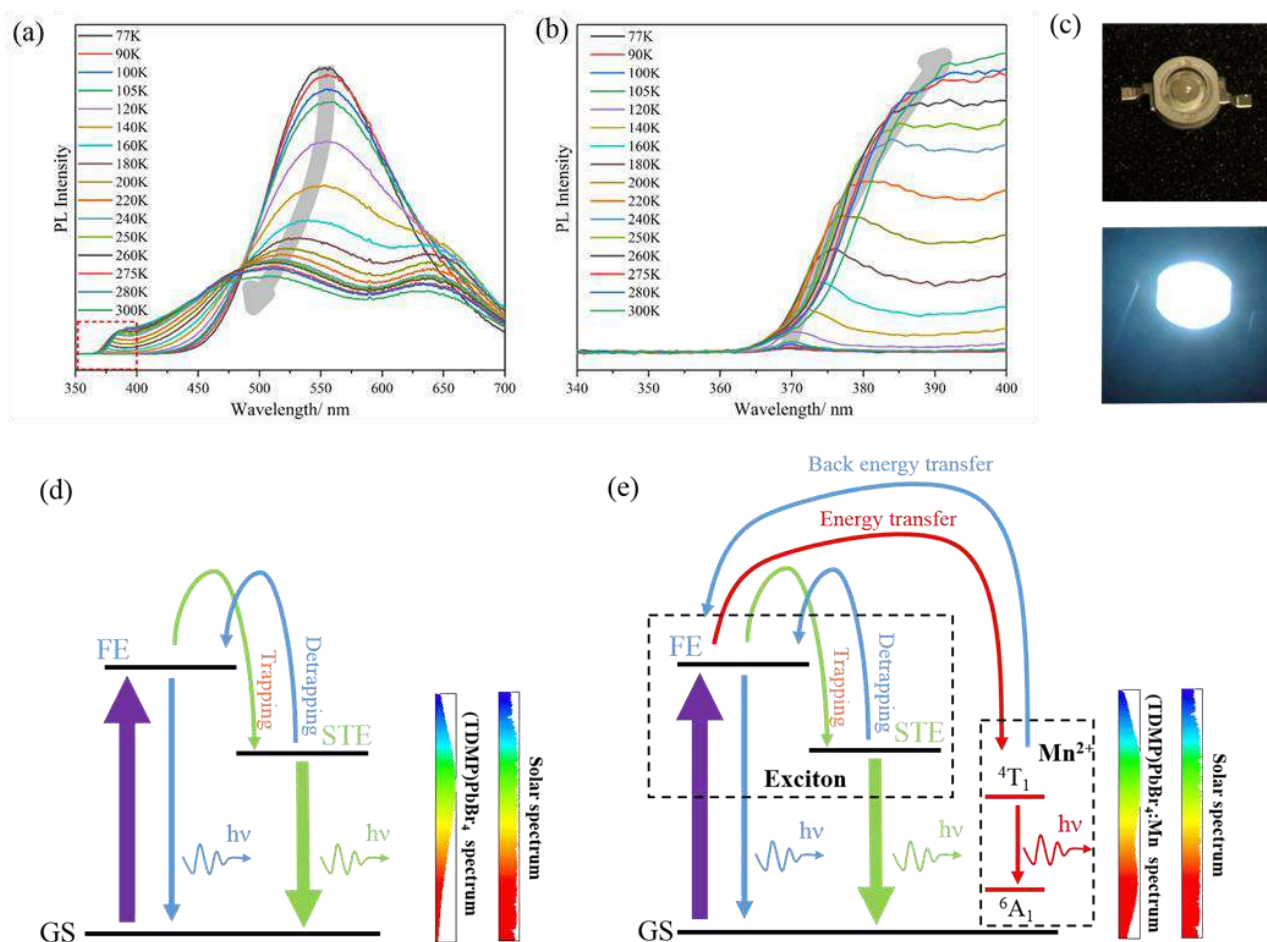 (a)
77K
90K
100K
105K
120K
140K
160K
180K
200K
220K
240K
250K
260K
275K
280K
300K
PL Intensity
350 400 450 500 550 600 650 700
Wavelength/ nm
(b)
77K
90K
100K
105K
120K
140K
160K
180K
200K
220K
240K
250K
260K
275K
280K
300K
PL Intensity
340 350 360 370 380 390 400
Wavelength/ nm
(c)
(d)
FE
Trapping
Detrapping
STE
hν
hν
GS
(TDMP)PbBr₄ spectrum
Solar spectrum
(e)
Back energy transfer
Energy transfer
FE
Trapping
Detrapping
STE
Exciton
Mn²⁺
⁴T₁
hν
hν
hν
⁶A₁
GS
(TDMP)PbBr₄:Mn spectrum
Solar spectrum